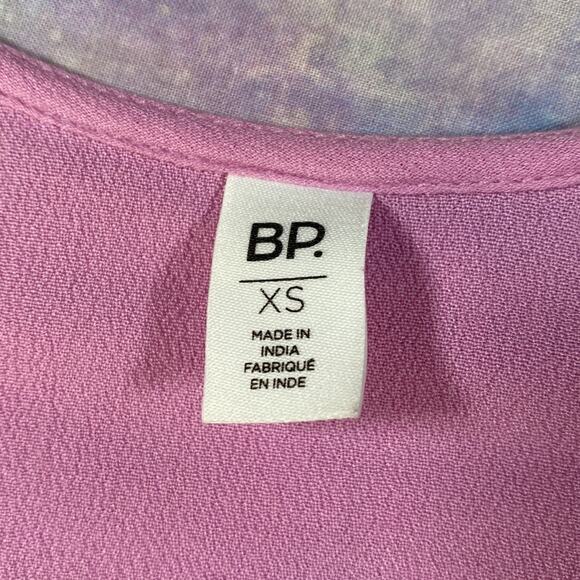 BP.
XS
MADE IN
INDIA
FABRIQUÉ
EN INDE